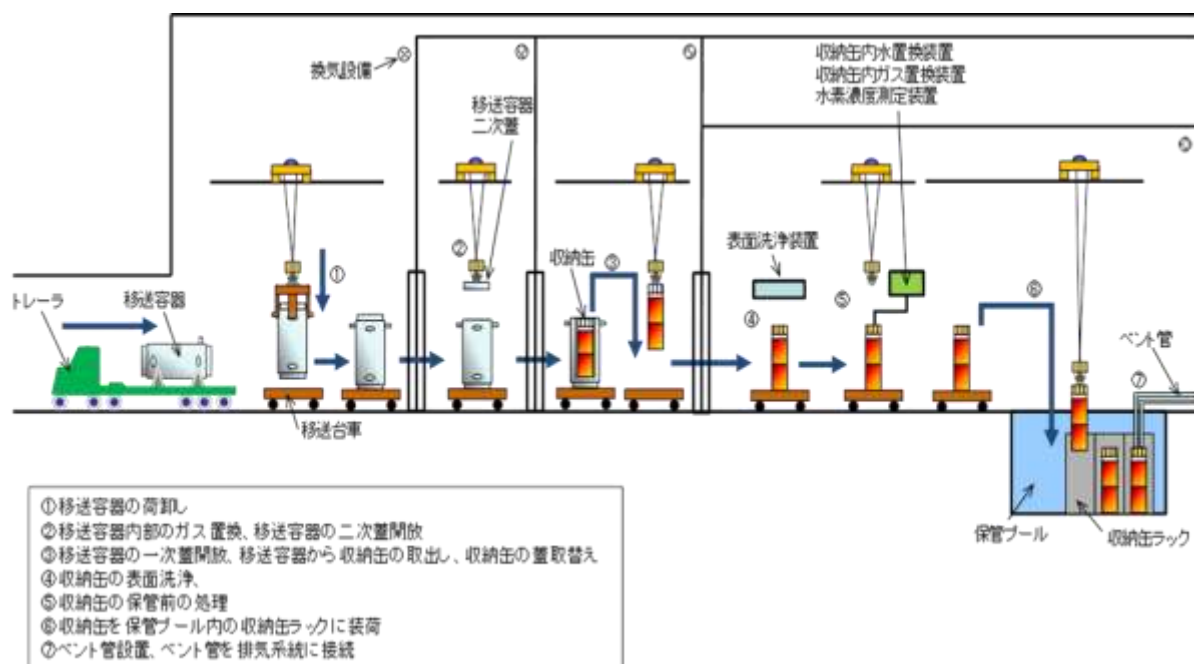 換気設備
移送容器
二次蓋
収納缶内水置換装置
収納缶内ガス置換装置
水素濃度測定装置
トレーラ
移送容器
①
②
収納缶
③
表面洗浄装置
④
⑤
⑥
ベント管
⑦
移送台車
保管プール
収納缶ラック
①移送容器の荷卸し
②移送容器内部のガス置換、移送容器の二次蓋開放
③移送容器の一次蓋開放、移送容器から収納缶の取出し、収納缶の蓋取替え
④収納缶の表面洗浄、
⑤収納缶の保管前の処理
⑥収納缶を保管プール内の収納缶ラックに装荷
⑦ベント管設置、ベント管を排気系統に接続